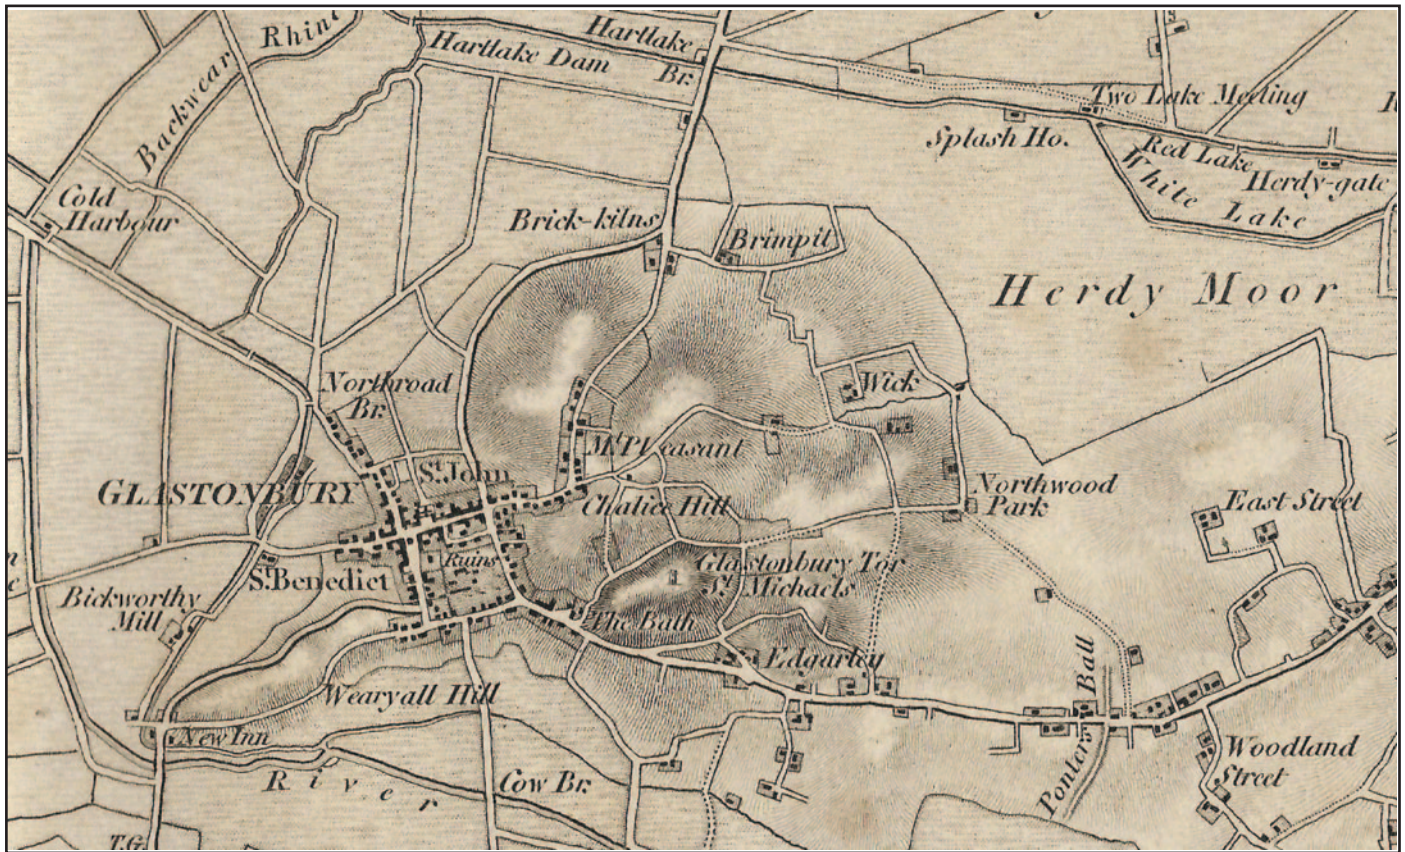 Rhine
Backwear
Hartlake Dam
Hartlake
Br.
Two Lake Meeting
Splash Ho.
Red Lake
White Lake
Herdy-gate
Cold
Harbour
Brick-kilns
Brimpit
Herdy Moor
Northroad
Br.
Wick
Mt. Pleasant
St. John
GLASTONBURY
Chalice Hill
Northwood
Park
East Street
Ruins
St. Benedict
Glastonbury Tor
St. Michaels
Bickworthy
Mill
The Bath
Edgarley
Ponters Ball
Wearyall Hill
New Inn
River
Cow Br.
Woodland
Street
T.G.